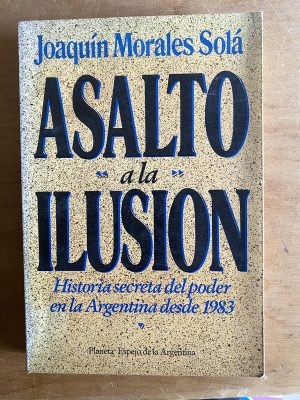 Joaquín Morales Solá
ASALTO
a la
ILUSION
Historia secreta del poder
en la Argentina desde 1983
Planeta Espejo de la Argentina